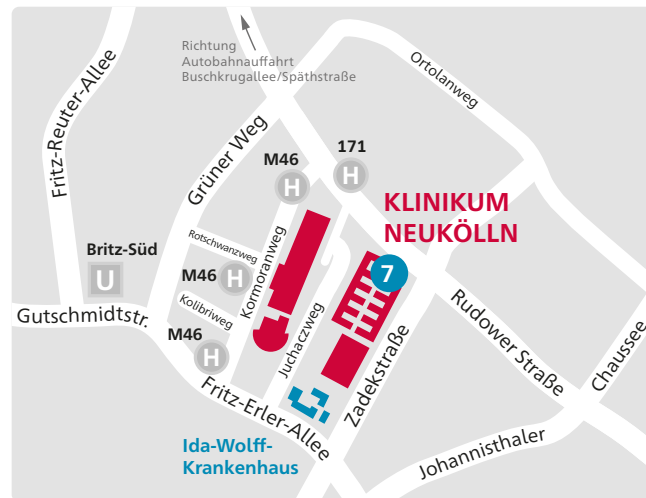 Richtung
Autobahnauffahrt
Buschkrugallee/Späthstraße
Ortolanweg
Fritz-Reuter-Allee
Grüner Weg
M46
H
171
H
KLINIKUM
NEUKÖLLN
7
Rotschwanzweg
Britz-Süd
U
M46
H
Kormoranweg
Kolibriweg
Gutschmidtstr.
M46
H
Juchaczweg
Zadekstraße
Rudower Straße
Fritz-Erler-Allee
Ida-Wolff-
Krankenhaus
Johannisthaler
Chaussee